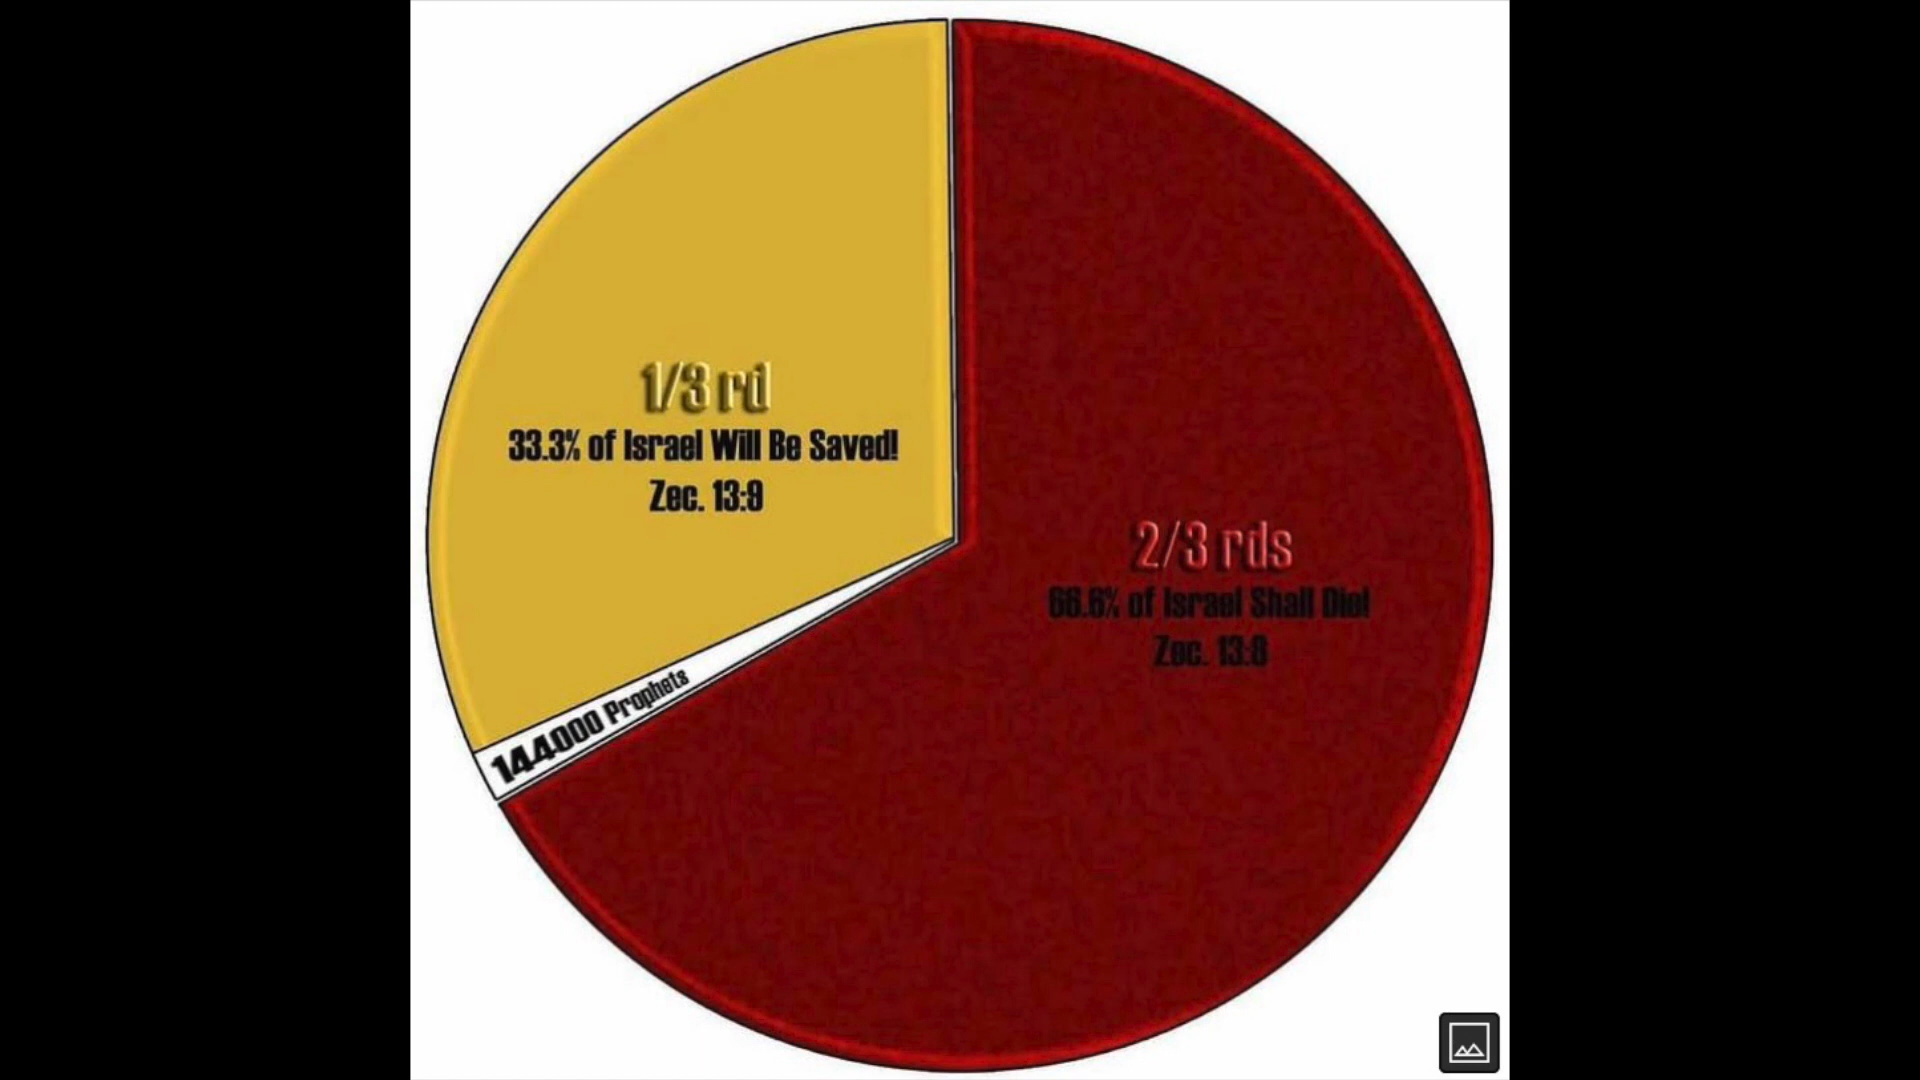 1/3 rd
33.3% of Israel Will Be Saved!
Zec. 13:9
2/3 rds
66.6% of Israel Shall Die!
Zec. 13:8
144000 Prophets